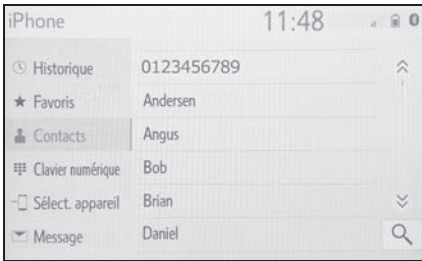 iPhone 11:48
Historique
Favoris
Contacts
Clavier numérique
Sélect. appareil
Message
0123456789
Andersen
Angus
Bob
Brian
Daniel